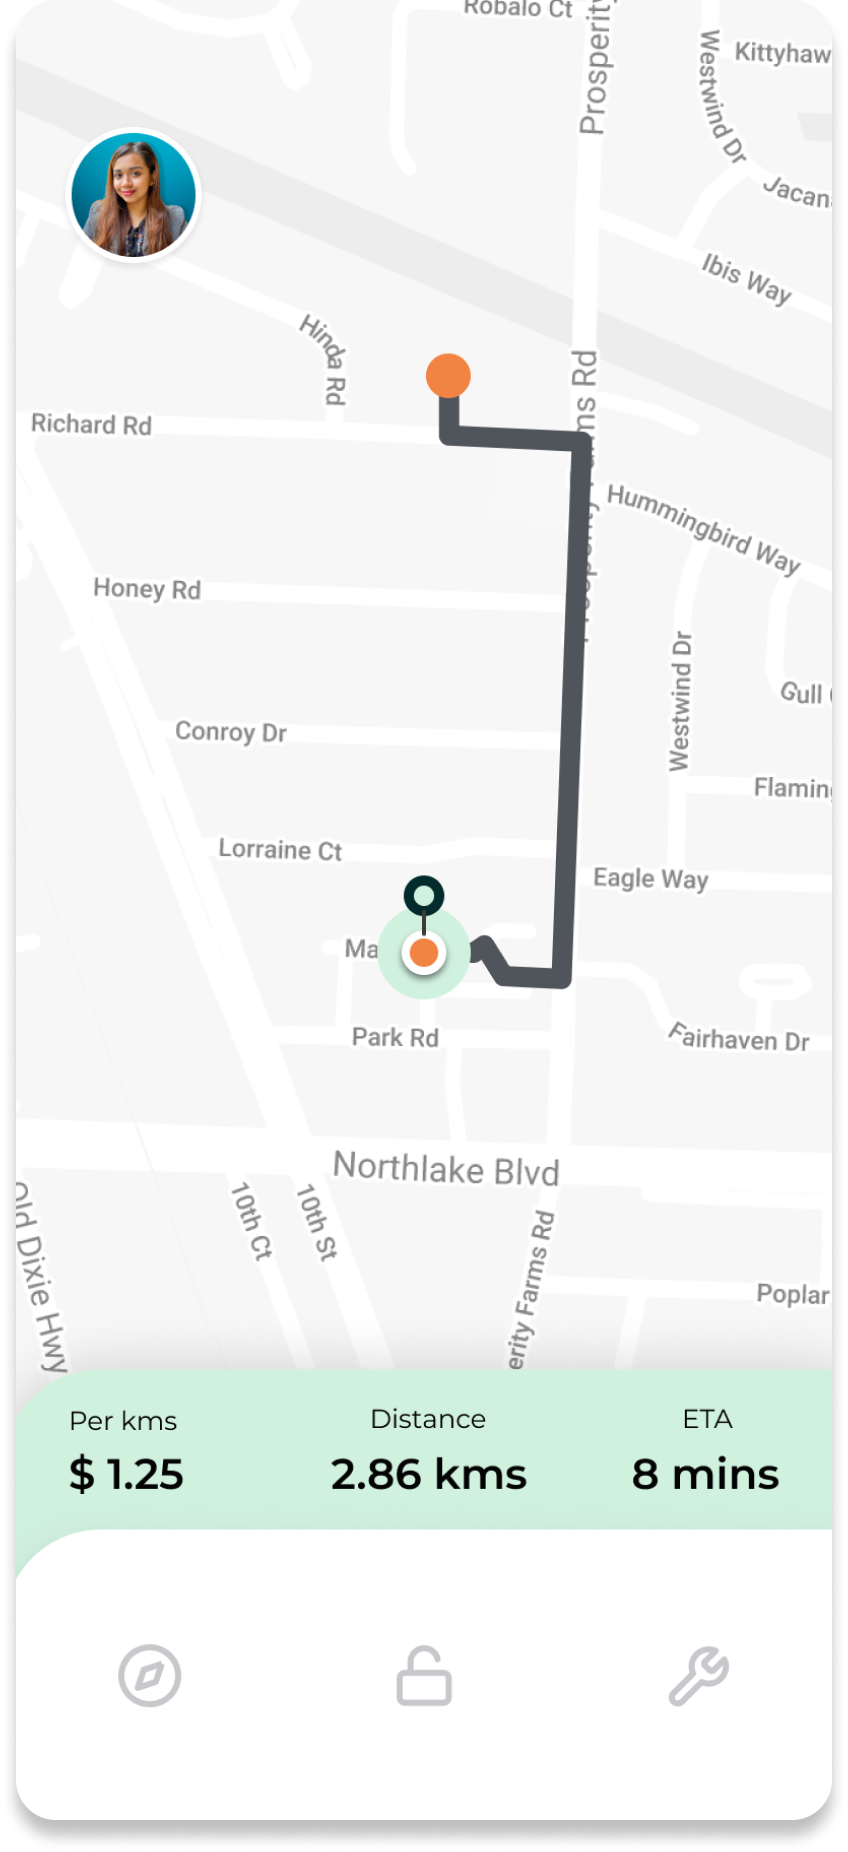 Robalo Ct
Prosperity
Westwind Dr
Kittyhaw
Jacan
Ibis Way
Hinda Rd
Richard Rd
ms Rd
Hummingbird Way
Honey Rd
Westwind Dr
Gull
Conroy Dr
Flaming
Lorraine Ct
Eagle Way
Ma
Park Rd
Fairhaven Dr
Northlake Blvd
Old Dixie Hwy
10th Ct
10th St
erity Farms Rd
Poplar
Per kms
Distance
ETA
$ 1.25
2.86 kms
8 mins